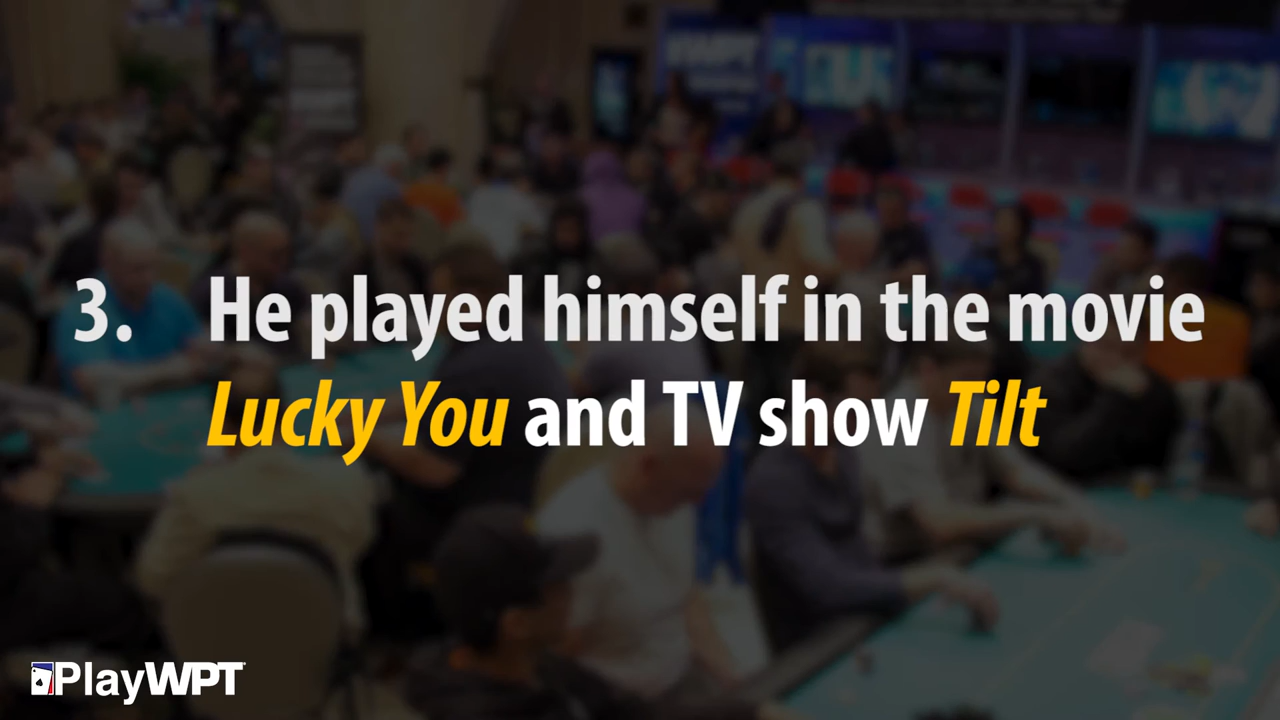 3. He played himself in the movie
Lucky You and TV show Tilt
PlayWPT